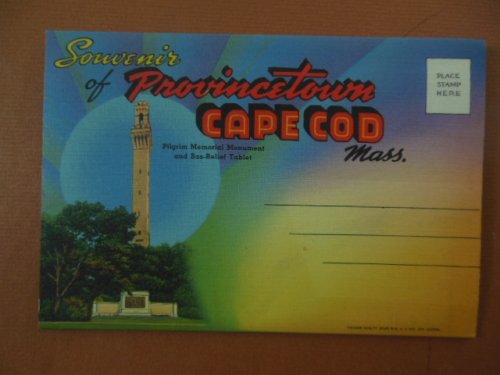 Souvenir
of Provincetown
CAPE COD
Mass.
Pilgrim Memorial Monument
and Bas-Relief Tablet
PLACE
STAMP
HERE